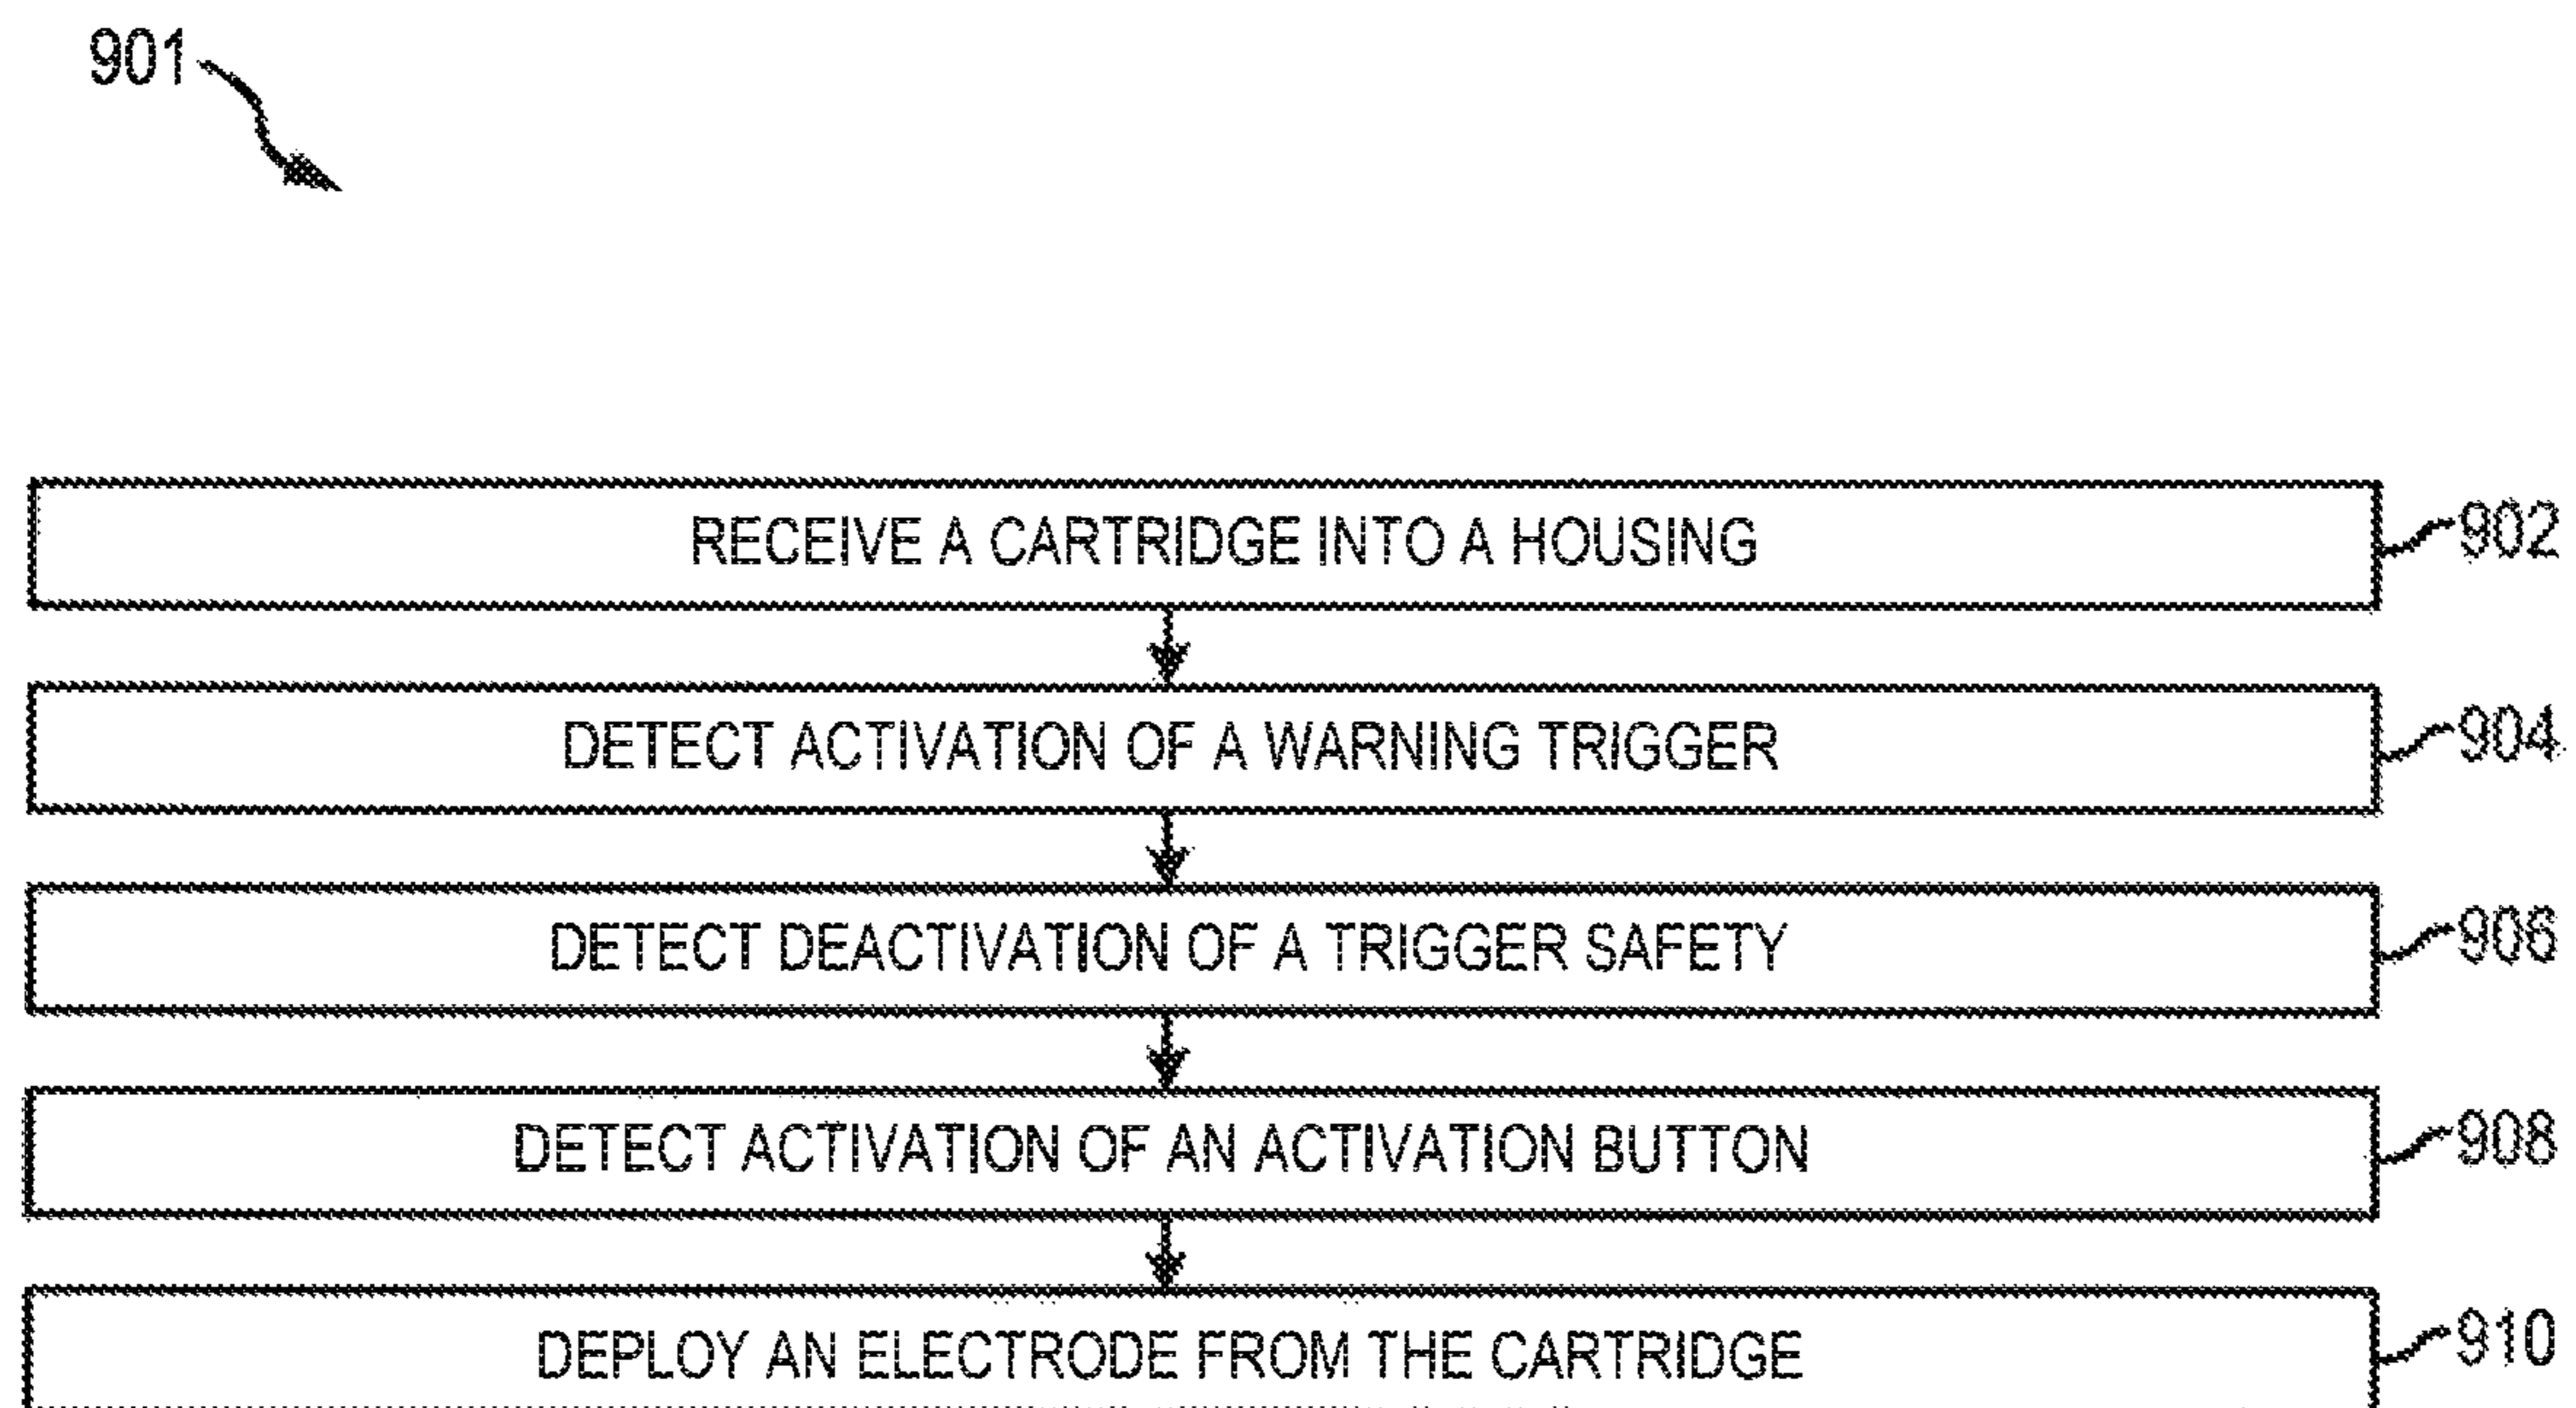 901
RECEIVE A CARTRIDGE INTO A HOUSING 902
DETECT ACTIVATION OF A WARNING TRIGGER 904
DETECT DEACTIVATION OF A TRIGGER SAFETY 906
DETECT ACTIVATION OF AN ACTIVATION BUTTON 908
DEPLOY AN ELECTRODE FROM THE CARTRIDGE 910